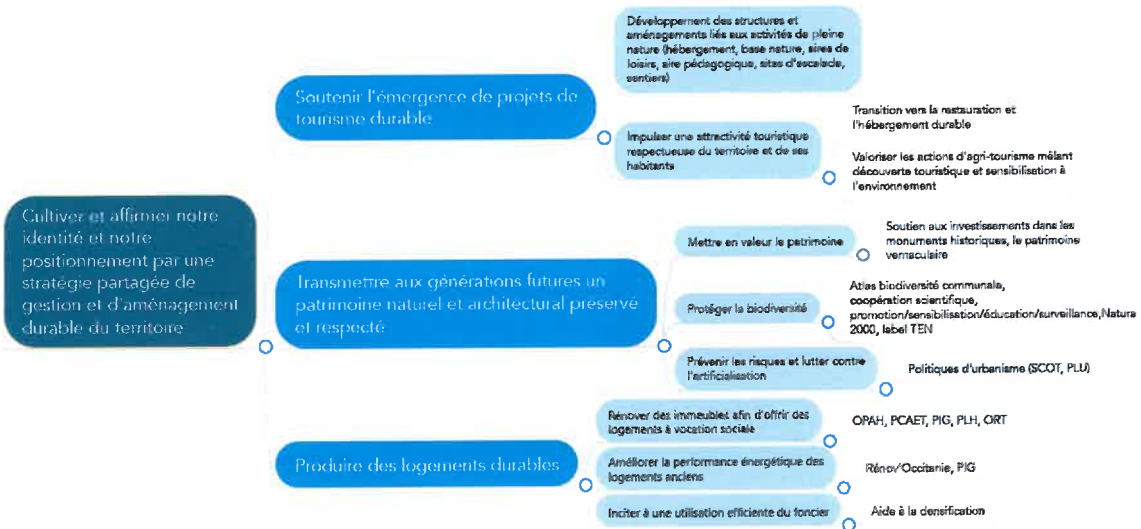 Cultiver et affirmer notre
identité et notre
positionnement par une
stratégie partagée de
gestion et d'aménagement
durable du territoire
Soutenir l'émergence de projets de
tourisme durable
Développement des structures et
aménagements liés aux activités de pleine
nature (hébergement, base nature, aires de
loisirs, aire pédagogique, sites d'escalade,
sentiers)
Impulser une attractivité touristique
respectueuse du territoire et de ses
habitants
Transition vers la restauration et
l'hébergement durable
Valoriser les actions d'agri-tourisme mêlant
découverte touristique et sensibilisation à
l'environnement
Transmettre aux générations futures un
patrimoine naturel et architectural préservé
et respecté
Mettre en valeur le patrimoine
Soutien aux investissements dans les
monuments historiques, le patrimoine
vernaculaire
Protéger la biodiversité
Atlas biodiversité communale,
coopération scientifique,
promotion/sensibilisation/éducation/surveillance,Natura
2000, label TEN
Prévenir les risques et lutter contre
l'artificialisation
Politiques d'urbanisme (SCOT, PLU)
Produire des logements durables
Rénover des immeubles afin d'offrir des
logements à vocation sociale
OPAH, PCAET, PIG, PLH, ORT
Améliorer la performance énergétique des
logements anciens
Rénov'Occitanie, PIG
Inciter à une utilisation efficiente du foncier
Aide à la densification